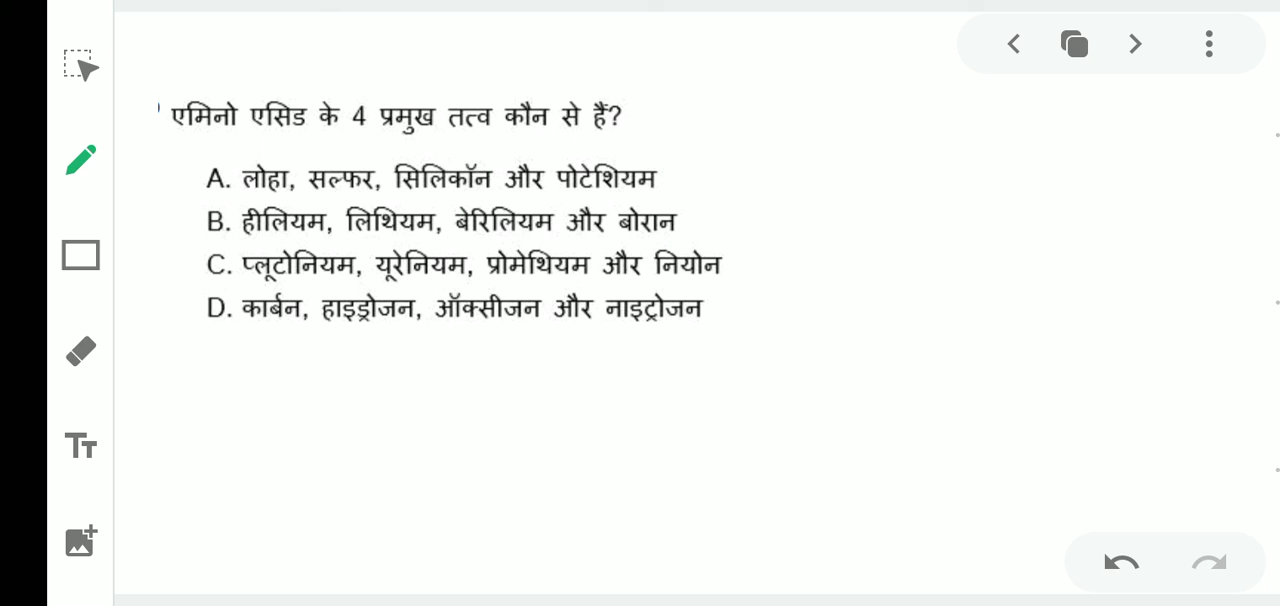 एमिनो एसिड के 4 प्रमुख तत्व कौन से हैं?
A. लोहा, सल्फर, सिलिकॉन और पोटेशियम
B. हीलियम, लिथियम, बेरिलियम और बोरान
C. प्लूटोनियम, यूरेनियम, प्रोमेथियम और नियोन
D. कार्बन, हाइड्रोजन, ऑक्सीजन और नाइट्रोजन
TT